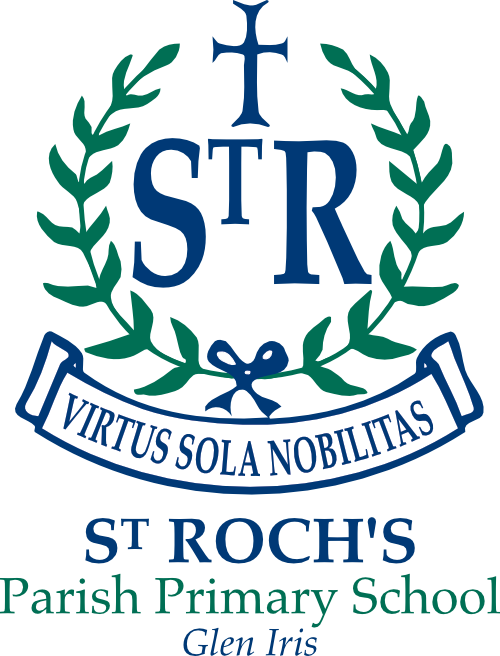 STR
VIRTUS SOLA NOBILITAS
ST ROCH'S
Parish Primary School
Glen Iris